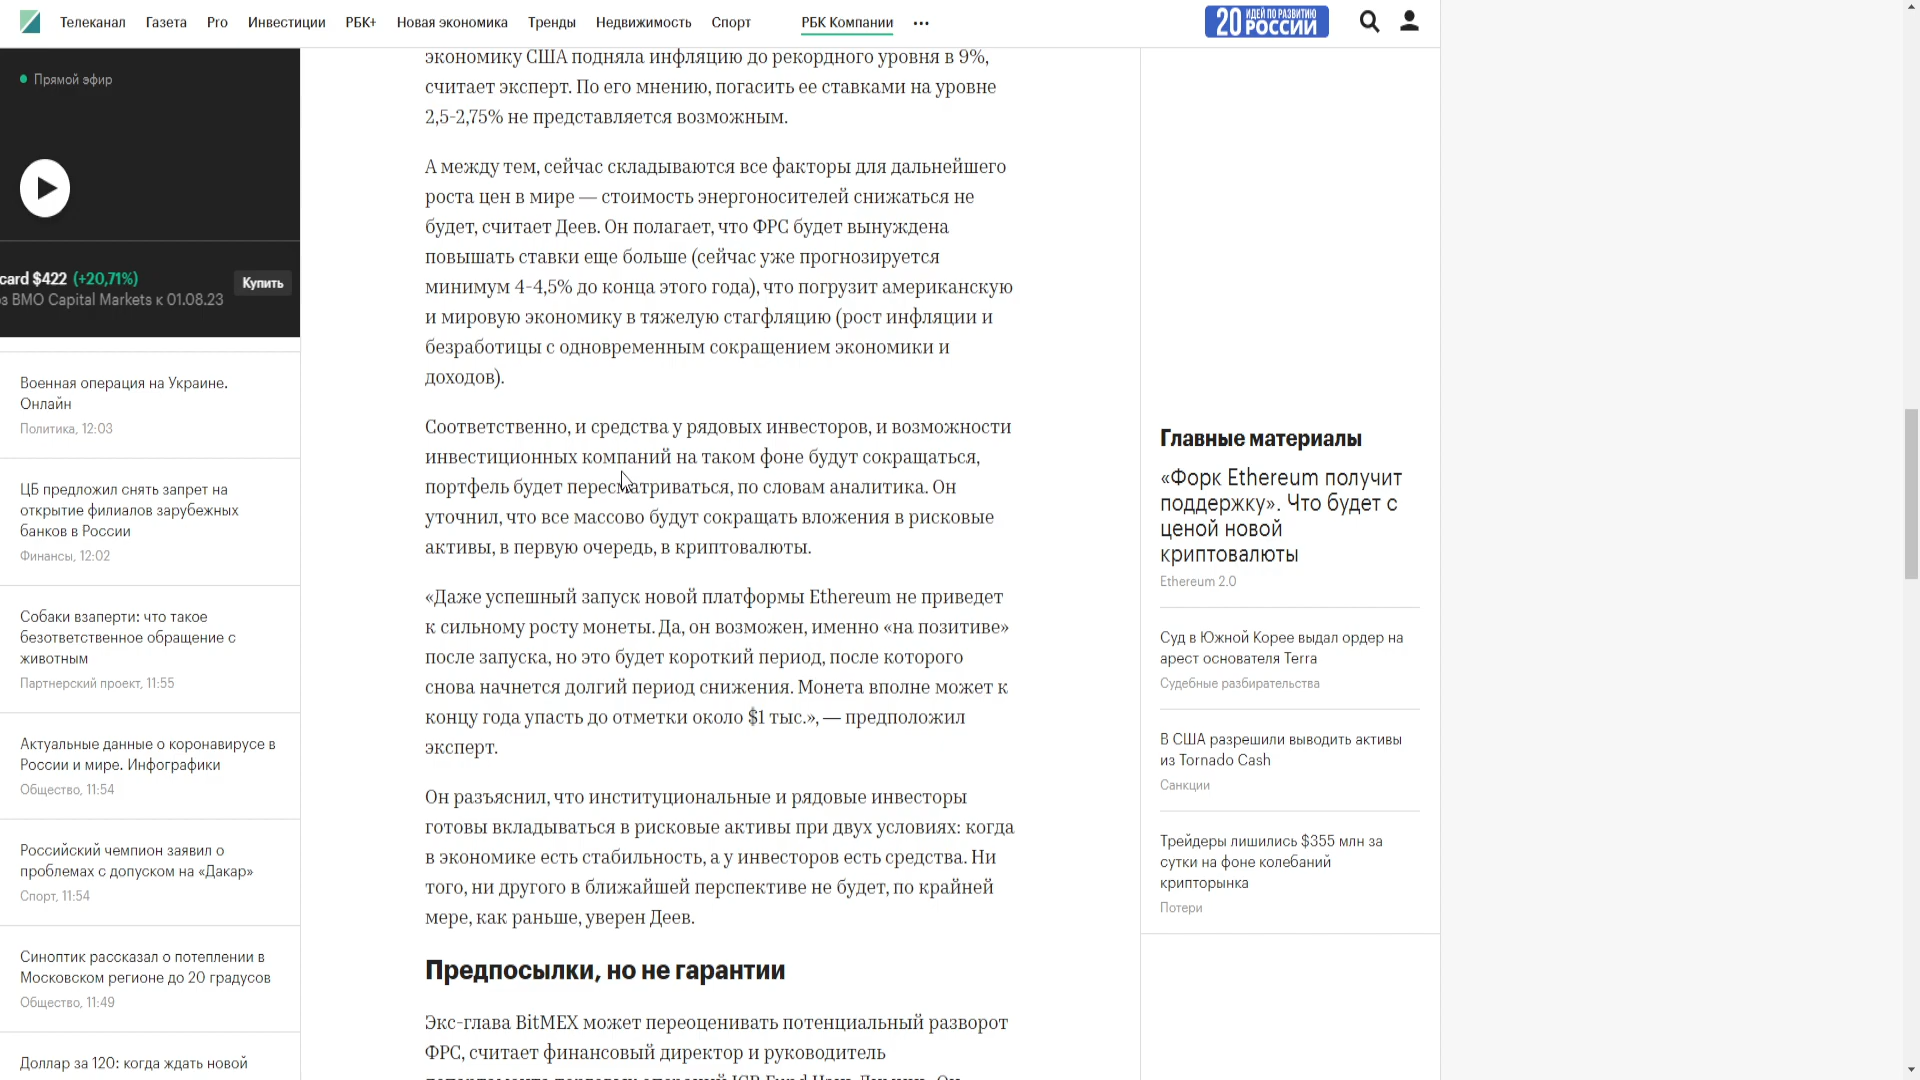 Телеканал
Газета
Pro
Инвестиции
РБК+
Новая экономика
Тренды
Недвижимость
Спорт
РБК Компании
20 ИДЕЙ ПО РАЗВИТИЮ
РОССИИ
Прямой эфир
card $422 (+20,71%)
BMO Capital Markets к 01.08.23
Купить
Военная операция на Украине.
Онлайн
Политика, 12:03
ЦБ предложил снять запрет на
открытие филиалов зарубежных
банков в России
Финансы, 12:02
Собаки взаперти: что такое
безответственное обращение с
животным
Партнерский проект, 11:55
Актуальные данные о коронавирусе в
России и мире. Инфографики
Общество, 11:54
Российский чемпион заявил о
проблемах с допуском на «Дакар»
Спорт, 11:54
Синоптик рассказал о потеплении в
Московском регионе до 20 градусов
Общество, 11:49
Доллар за 120: когда ждать новой
экономику США подняла инфляцию до рекордного уровня в 9%,
считает эксперт. По его мнению, погасить ее ставками на уровне
2,5-2,75% не представляется возможным.
А между тем, сейчас складываются все факторы для дальнейшего
роста цен в мире — стоимость энергоносителей снижаться не
будет, считает Деев. Он полагает, что ФРС будет вынуждена
повышать ставки еще больше (сейчас уже прогнозируется
минимум 4-4,5% до конца этого года), что погрузит американскую
и мировую экономику в тяжелую стагфляцию (рост инфляции и
безработицы с одновременным сокращением экономики и
доходов).
Соответственно, и средства у рядовых инвесторов, и возможности
инвестиционных компаний на таком фоне будут сокращаться,
портфель будет пересматриваться, по словам аналитика. Он
уточнил, что все массово будут сокращать вложения в рисковые
активы, в первую очередь, в криптовалюты.
«Даже успешный запуск новой платформы Ethereum не приведет
к сильному росту монеты. Да, он возможен, именно «на позитиве»
после запуска, но это будет короткий период, после которого
снова начнется долгий период снижения. Монета вполне может к
концу года упасть до отметки около $1 тыс.», — предположил
эксперт.
Он разъяснил, что институциональные и рядовые инвесторы
готовы вкладываться в рисковые активы при двух условиях: когда
в экономике есть стабильность, а у инвесторов есть средства. Ни
того, ни другого в ближайшей перспективе не будет, по крайней
мере, как раньше, уверен Деев.
Предпосылки, но не гарантии
Экс-глава BitMEX может переоценивать потенциальный разворот
ФРС, считает финансовый директор и руководитель
Главные материалы
«Форк Ethereum получит
поддержку». Что будет с
ценой новой
криптовалюты
Ethereum 2.0
Суд в Южной Корее выдал ордер на
арест основателя Terra
Судебные разбирательства
В США разрешили выводить активы
из Tornado Cash
Санкции
Трейдеры лишились $355 млн за
сутки на фоне колебаний
крипторынка
Потери